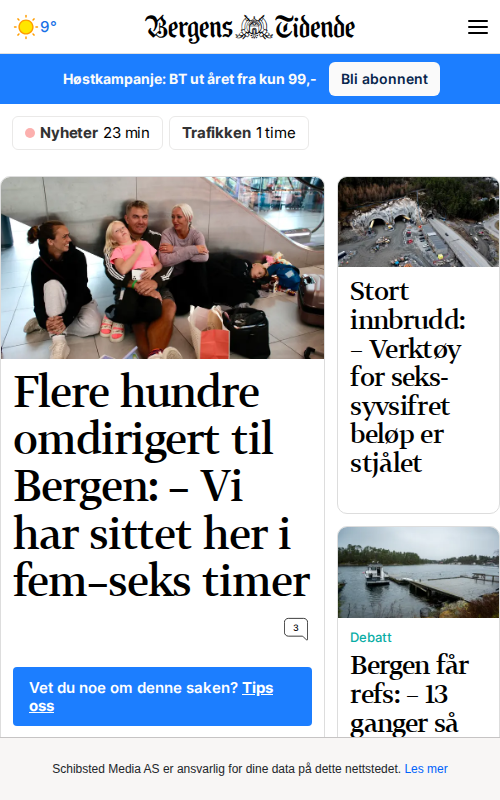 9°
Bergens Tidende
Høstkampanje: BT ut året fra kun 99,-
Bli abonnent
Nyheter 23 min
Trafikken 1 time
Flere hundre
omdirigert til
Bergen: – Vi
har sittet her i
fem–seks timer
3
Vet du noe om denne saken? Tips
oss
Stort
innbrudd:
– Verktøy
for seks-
syvsifret
beløp er
stjålet
Debatt
Bergen får
refs: – 13
ganger så
Schibsted Media AS er ansvarlig for dine data på dette nettstedet. Les mer